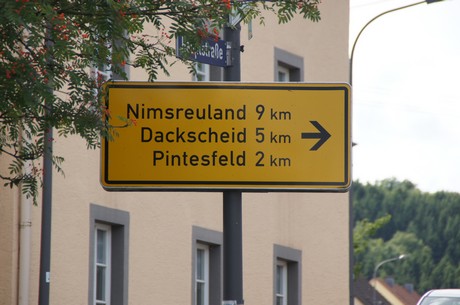 Nimsreuland 9 km
Dackscheid 5 km
Pintesfeld 2 km